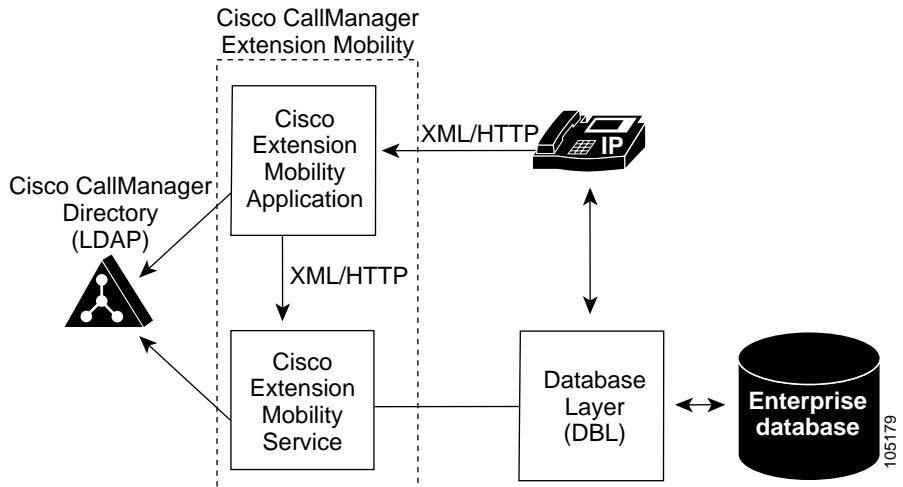 Cisco CallManager
Extension Mobility
Cisco
Extension
Mobility
Application
XML/HTTP
IP
Cisco CallManager
Directory
(LDAP)
XML/HTTP
Cisco
Extension
Mobility
Service
Database
Layer
(DBL)
Enterprise
database
105179